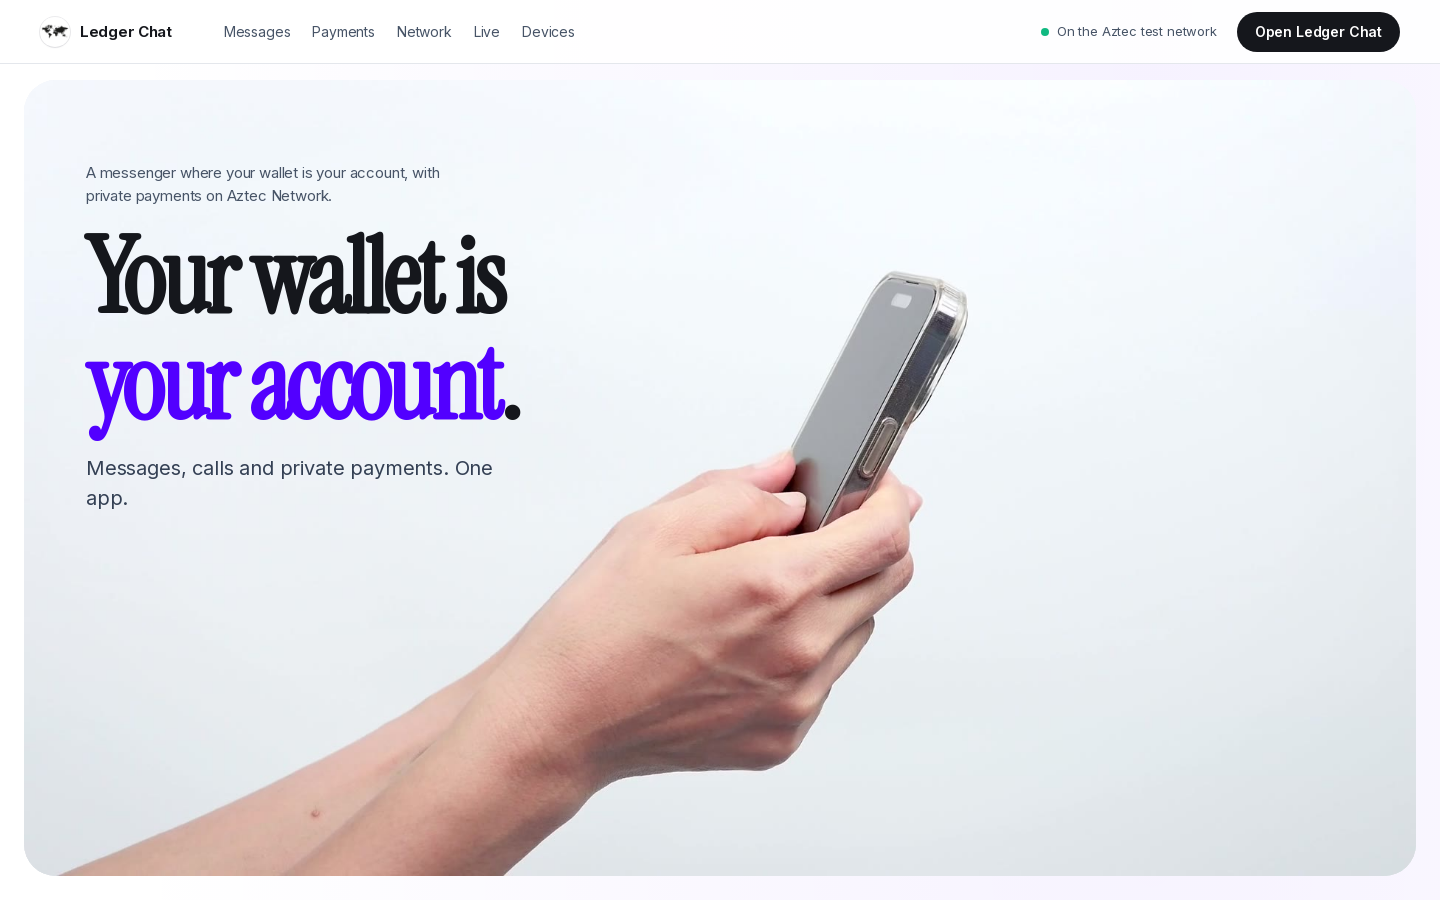 Ledger Chat
Messages
Payments
Network
Live
Devices
On the Aztec test network
Open Ledger Chat
A messenger where your wallet is your account, with
private payments on Aztec Network.
Your wallet is
your account.
Messages, calls and private payments. One
app.